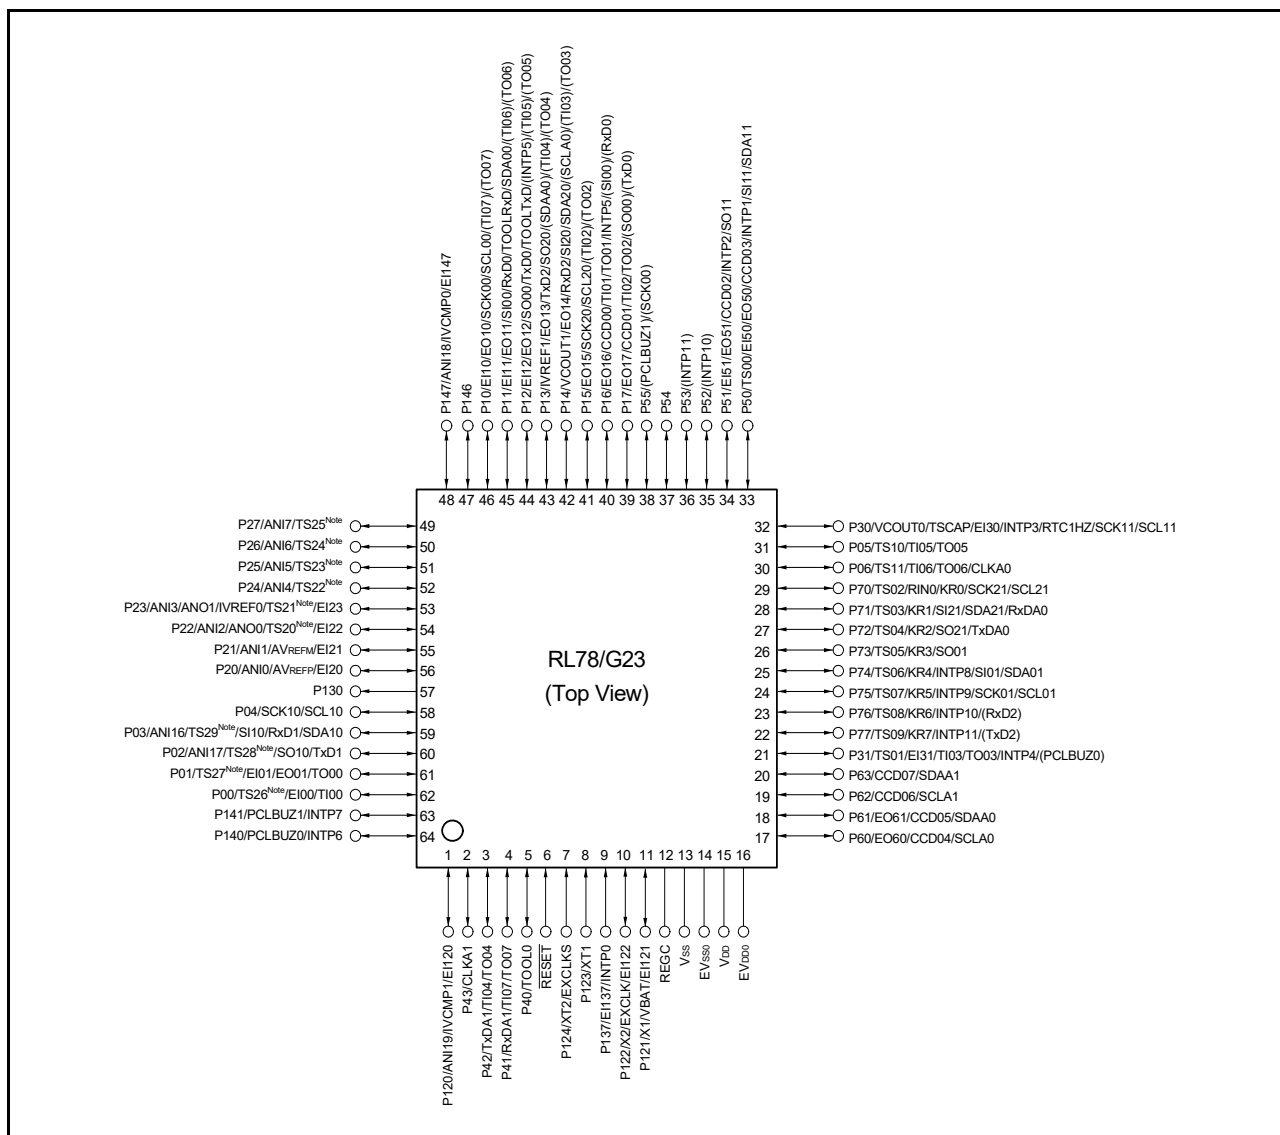 P147/ANI18/IVCMP0/EI147
P146
P10/EI10/EO10/SCK00/SCL00/(TI07)/(TO07)
P11/EI11/EO11/SI00/RxD0/TOOLRxD/SDA00/(TI06)/(TO06)
P12/EI12/EO12/SO00/TxD0/TOOLTxD/(INTP5)/(TI05)/(TO05)
P13/IVREF1/EO13/TxD2/SO20/(SDAA0)/(TI04)/(TO04)
P14/VCOUT1/EO14/RxD2/SI20/SDA20/(SCLA0)/(TI03)/(TO03)
P15/EO15/SCK20/SCL20/(TI02)/(TO02)
P16/EO16/CCD00/TI01/TO01/INTP5/(SI00)/(RxD0)
P17/EO17/CCD01/TI02/TO02/(SO00)/(TxD0)
P55/(PCLBUZ1)/(SCK00)
P54
P53/(INTP11)
P52/(INTP10)
P51/EI51/EO51/CCD02/INTP2/SO11
P50/TS00/EI50/EO50/CCD03/INTP1/SI11/SDA11
48 47 46 45 44 43 42 41 40 39 38 37 36 35 34 33
P27/ANI7/TS25Note 49
P26/ANI6/TS24Note 50
P25/ANI5/TS23Note 51
P24/ANI4/TS22Note 52
P23/ANI3/ANO1/IVREF0/TS21Note/EI23 53
P22/ANI2/ANO0/TS20Note/EI22 54
P21/ANI1/AVREFM/EI21 55
P20/ANI0/AVREFP/EI20 56
P130 57
P04/SCK10/SCL10 58
P03/ANI16/TS29Note/SI10/RxD1/SDA10 59
P02/ANI17/TS28Note/SO10/TxD1 60
P01/TS27Note/EI01/EO01/TO00 61
P00/TS26Note/EI00/TI00 62
P141/PCLBUZ1/INTP7 63
P140/PCLBUZ0/INTP6 64
RL78/G23
(Top View)
32 P30/VCOUT0/TSCAP/EI30/INTP3/RTC1HZ/SCK11/SCL11
31 P05/TS10/TI05/TO05
30 P06/TS11/TI06/TO06/CLKA0
29 P70/TS02/RIN0/KR0/SCK21/SCL21
28 P71/TS03/KR1/SI21/SDA21/RxDA0
27 P72/TS04/KR2/SO21/TxDA0
26 P73/TS05/KR3/SO01
25 P74/TS06/KR4/INTP8/SI01/SDA01
24 P75/TS07/KR5/INTP9/SCK01/SCL01
23 P76/TS08/KR6/INTP10/(RxD2)
22 P77/TS09/KR7/INTP11/(TxD2)
21 P31/TS01/EI31/TI03/TO03/INTP4/(PCLBUZ0)
20 P63/CCD07/SDAA1
19 P62/CCD06/SCLA1
18 P61/EO61/CCD05/SDAA0
17 P60/EO60/CCD04/SCLA0
1 2 3 4 5 6 7 8 9 10 11 12 13 14 15 16
P120/ANI19/IVCMP1/EI120
P43/CLKA1
P42/TxDA1/TI04/TO04
P41/RxDA1/TI07/TO07
P40/TOOL0
RESET
P124/XT2/EXCLKS
P123/XT1
P137/EI137/INTP0
P122/X2/EXCLK/EI122
P121/X1/VBAT/EI121
REGC
VSS
EVSS0
VDD
EVDD0